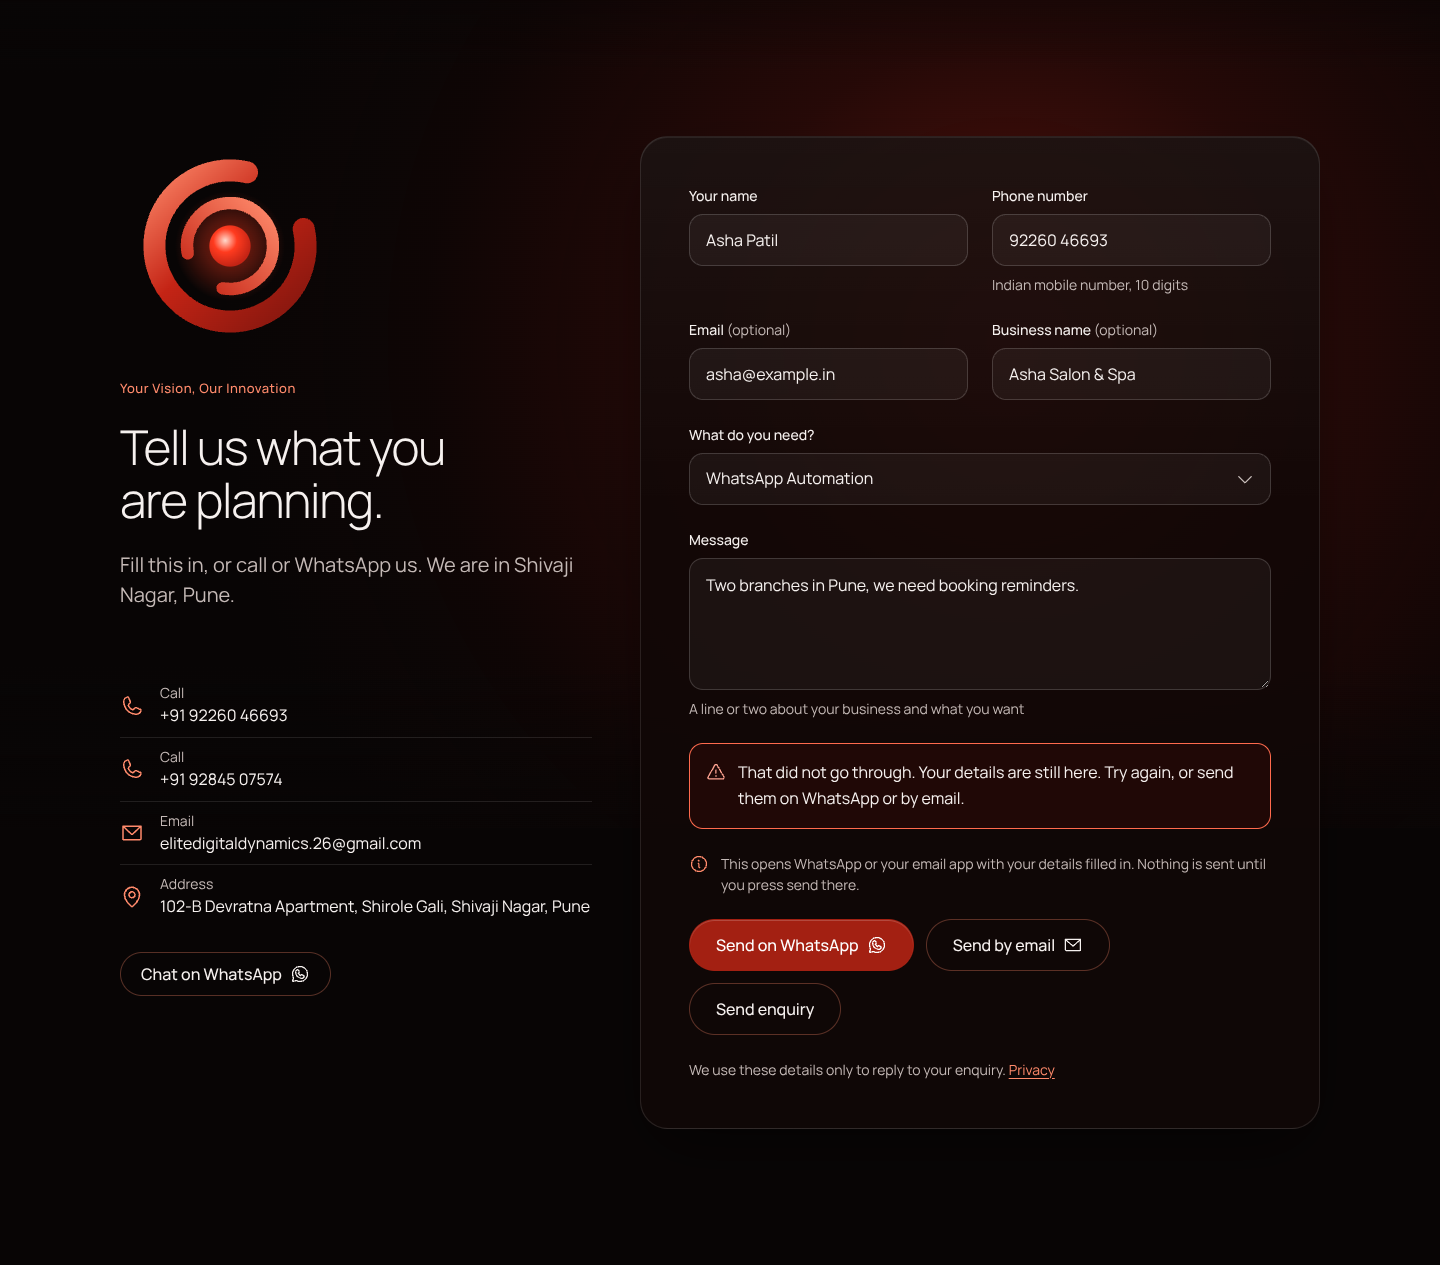 Your Vision, Our Innovation
Tell us what you
are planning.
Fill this in, or call or WhatsApp us. We are in Shivaji
Nagar, Pune.
Call
+91 92260 46693
Call
+91 92845 07574
Email
elitedigitaldynamics.26@gmail.com
Address
102-B Devratna Apartment, Shirole Gali, Shivaji Nagar, Pune
Chat on WhatsApp
Your name
Asha Patil
Phone number
92260 46693
Indian mobile number, 10 digits
Email (optional)
asha@example.in
Business name (optional)
Asha Salon & Spa
What do you need?
WhatsApp Automation
Message
Two branches in Pune, we need booking reminders.
A line or two about your business and what you want
That did not go through. Your details are still here. Try again, or send
them on WhatsApp or by email.
This opens WhatsApp or your email app with your details filled in. Nothing is sent until
you press send there.
Send on WhatsApp
Send by email
Send enquiry
We use these details only to reply to your enquiry. Privacy